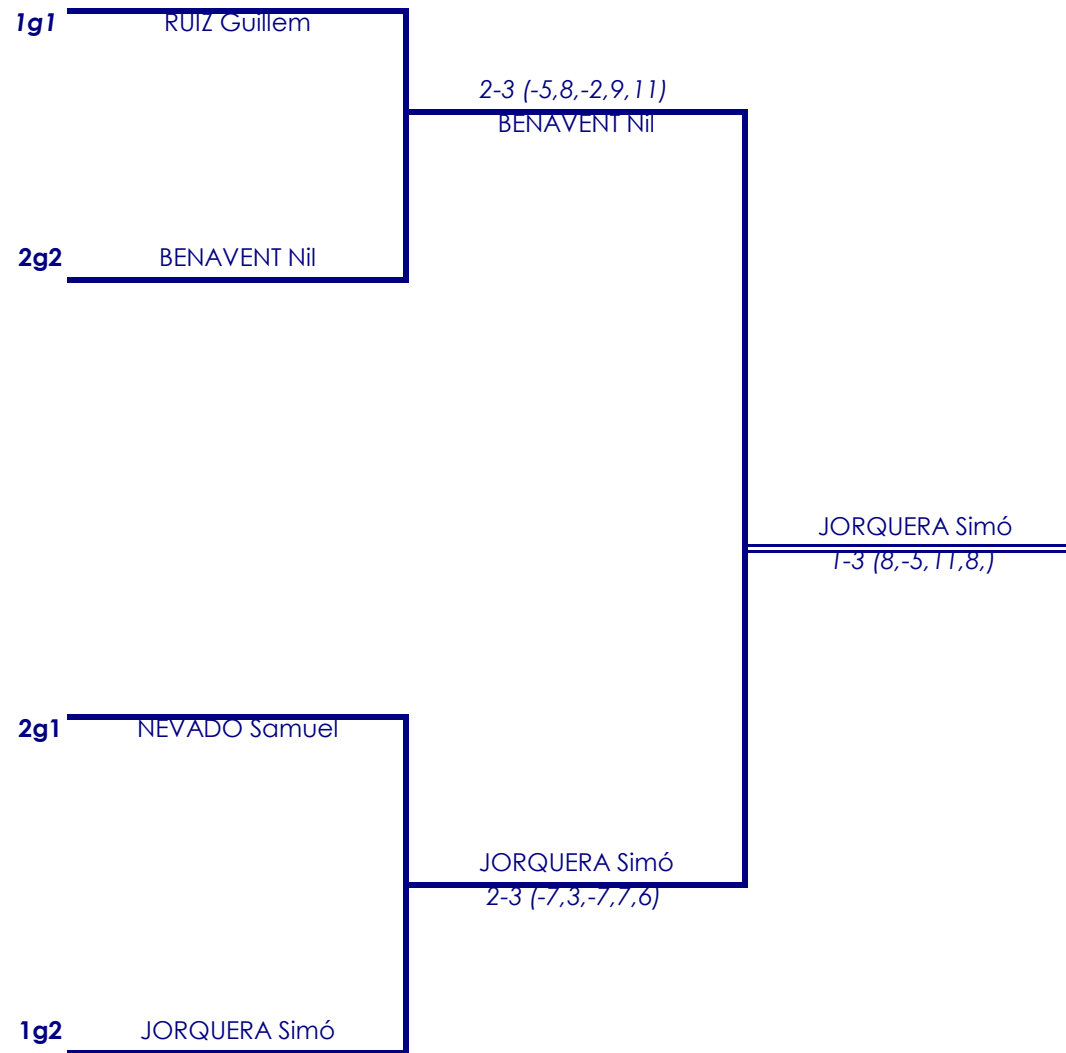 1g1 RUIZ Guillem
2-3 (-5,8,-2,9,11)
BENAVENT Nil
2g2 BENAVENT Nil
JORQUERA Simó
1-3 (8,-5,11,8,)
2g1 NEVADO Samuel
JORQUERA Simó
2-3 (-7,3,-7,7,6)
1g2 JORQUERA Simó